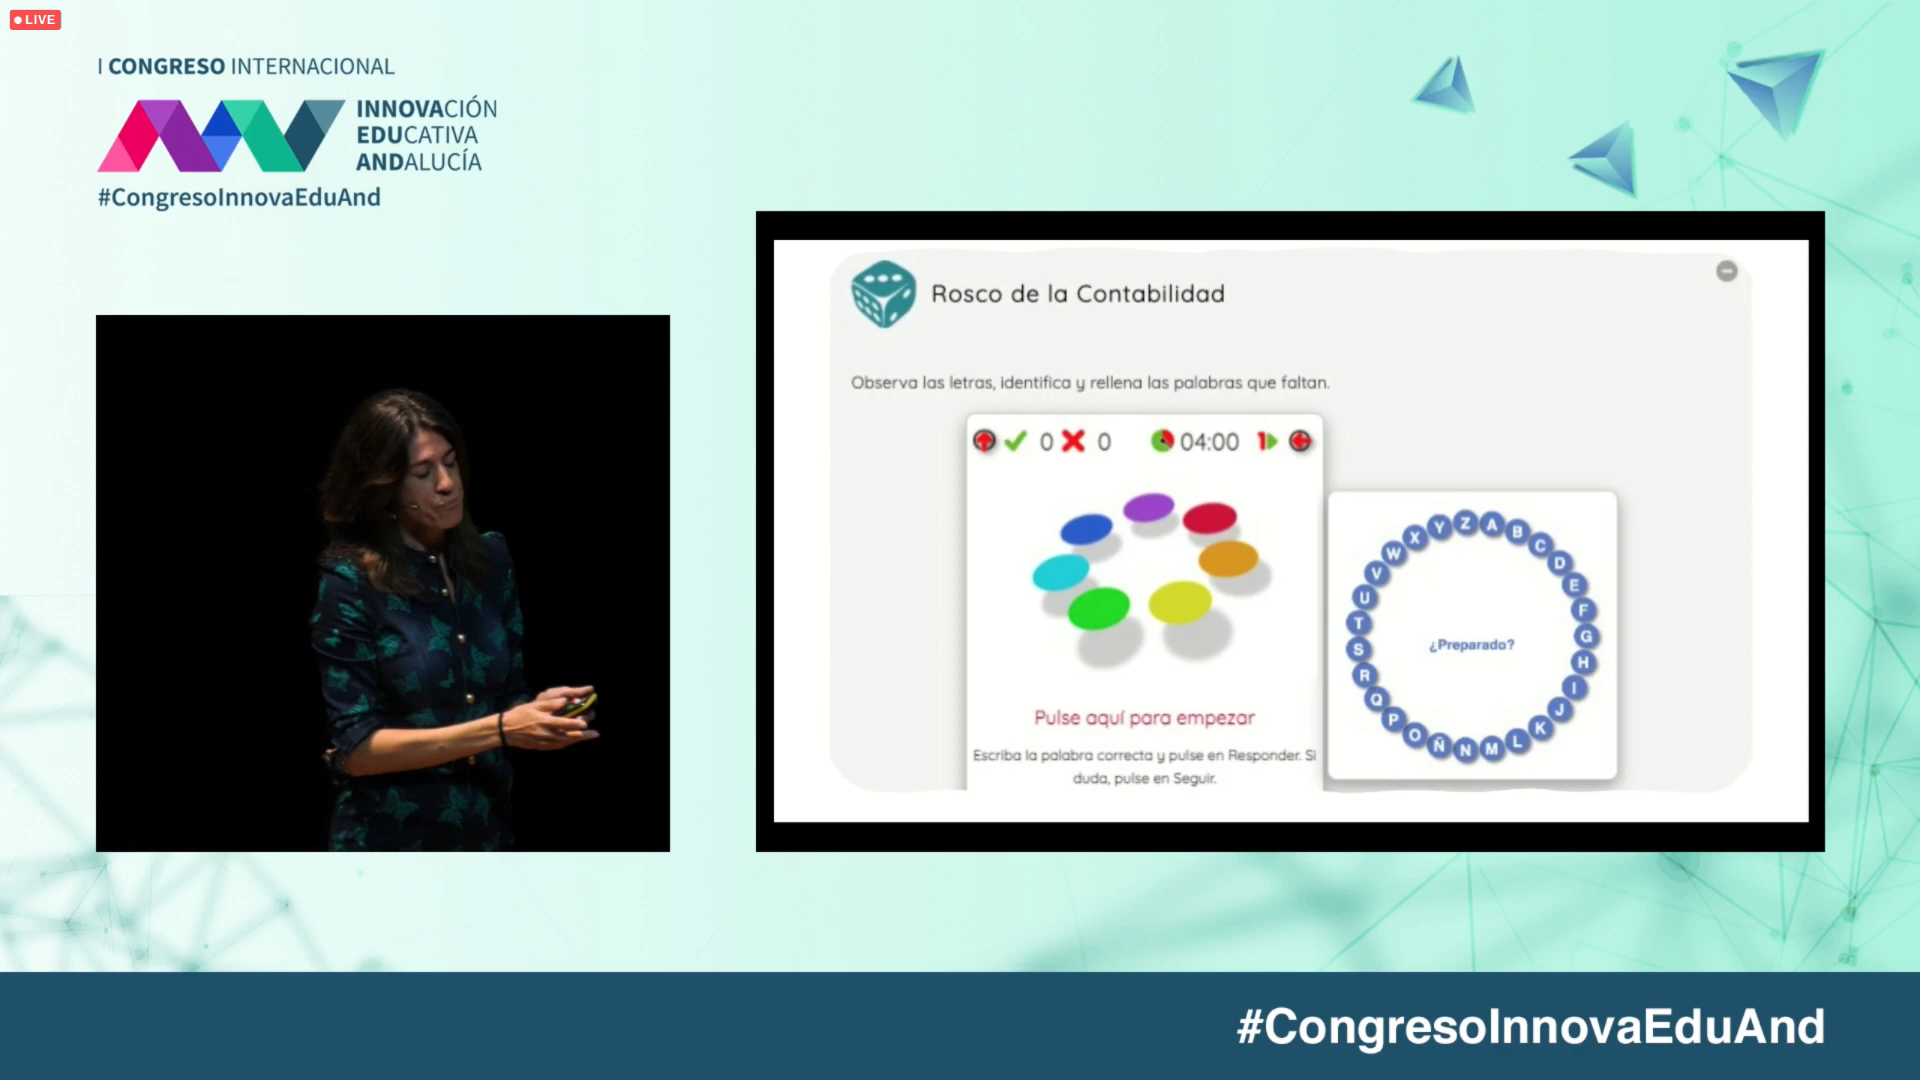 LIVE
I CONGRESO INTERNACIONAL
INNOVACIÓN
EDUCATIVA
ANDALUCÍA
#CongresoInnovaEduAnd
Rosco de la Contabilidad
Observa las letras, identifica y rellena las palabras que faltan.
0 0 04:00 1
Pulse aquí para empezar
Escriba la palabra correcta y pulse en Responder. Si
duda, pulse en Seguir.
A B C D E F G H I J K L M N Ñ O P Q R S T U V W X Y Z
¿Preparado?
#CongresoInnovaEduAnd